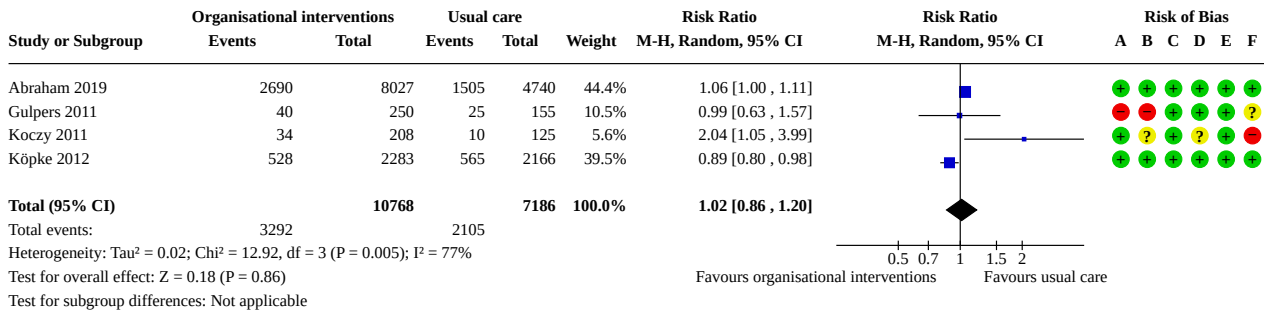 Organisational interventions Usual care Risk Ratio Risk Ratio Risk of Bias
Study or Subgroup Events Total Events Total Weight M-H, Random, 95% CI M-H, Random, 95% CI A B C D E F
Abraham 2019 2690 8027 1505 4740 44.4% 1.06 [1.00 , 1.11] + + + + + +
Gulpers 2011 40 250 25 155 10.5% 0.99 [0.63 , 1.57] − − + + + ?
Koczy 2011 34 208 10 125 5.6% 2.04 [1.05 , 3.99] + ? + ? + −
Köpke 2012 528 2283 565 2166 39.5% 0.89 [0.80 , 0.98] + + + + + +
Total (95% CI) 10768 7186 100.0% 1.02 [0.86 , 1.20]
Total events: 3292 2105
Heterogeneity: Tau² = 0.02; Chi² = 12.92, df = 3 (P = 0.005); I² = 77%
0.5 0.7 1 1.5 2
Test for overall effect: Z = 0.18 (P = 0.86) Favours organisational interventions Favours usual care
Test for subgroup differences: Not applicable